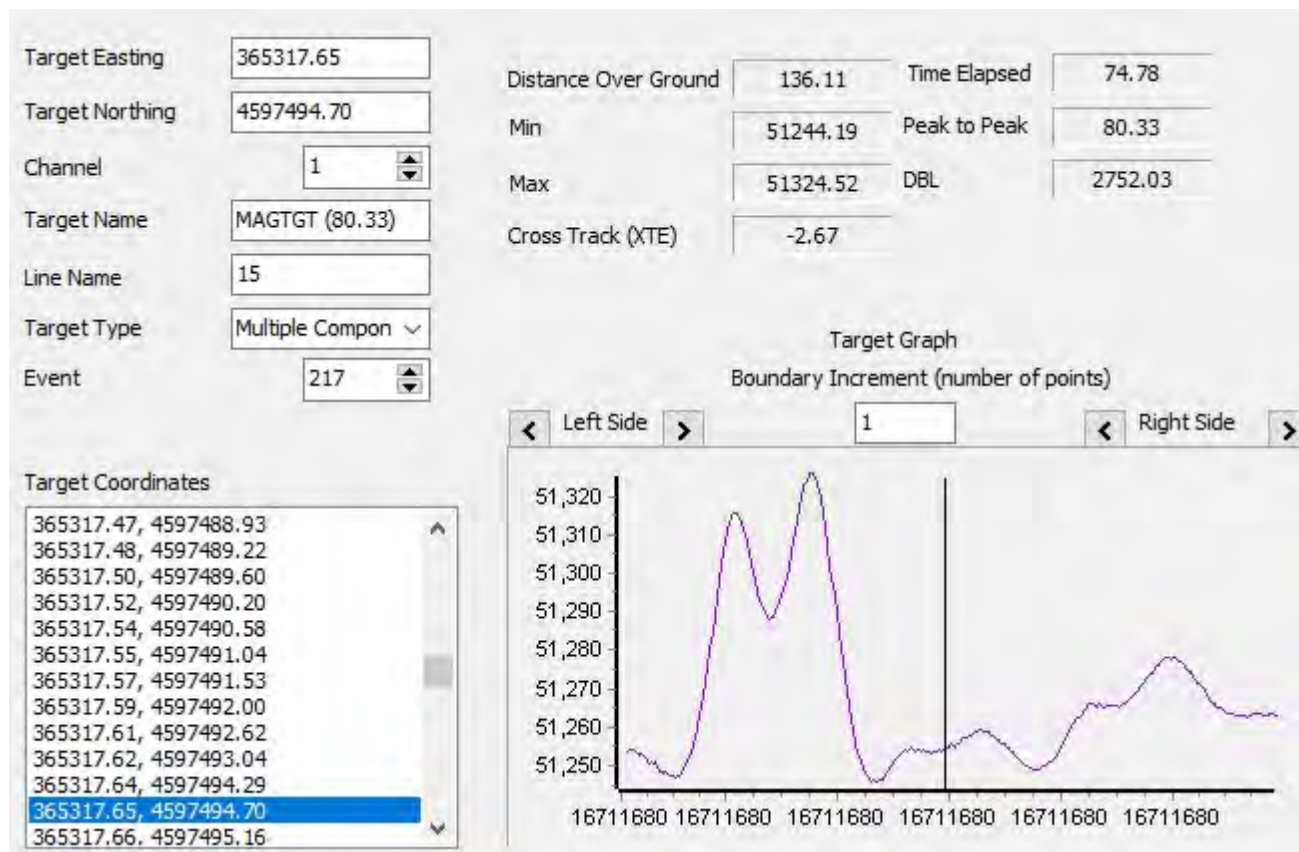 Target Easting 365317.65
Target Northing 4597494.70
Channel 1
Target Name MAGTGT (80.33)
Line Name 15
Target Type Multiple Compon
Event 217
Distance Over Ground 136.11 Time Elapsed 74.78
Min 51244.19 Peak to Peak 80.33
Max 51324.52 DBL 2752.03
Cross Track (XTE) -2.67
Target Graph
Boundary Increment (number of points)
< Left Side > 1 < Right Side >
Target Coordinates
365317.47, 4597488.93
365317.48, 4597489.22
365317.50, 4597489.60
365317.52, 4597490.20
365317.54, 4597490.58
365317.55, 4597491.04
365317.57, 4597491.53
365317.59, 4597492.00
365317.61, 4597492.62
365317.62, 4597493.04
365317.64, 4597494.29
365317.65, 4597494.70
365317.66, 4597495.16
51,320
51,310
51,300
51,290
51,280
51,270
51,260
51,250
16711680 16711680 16711680 16711680 16711680 16711680